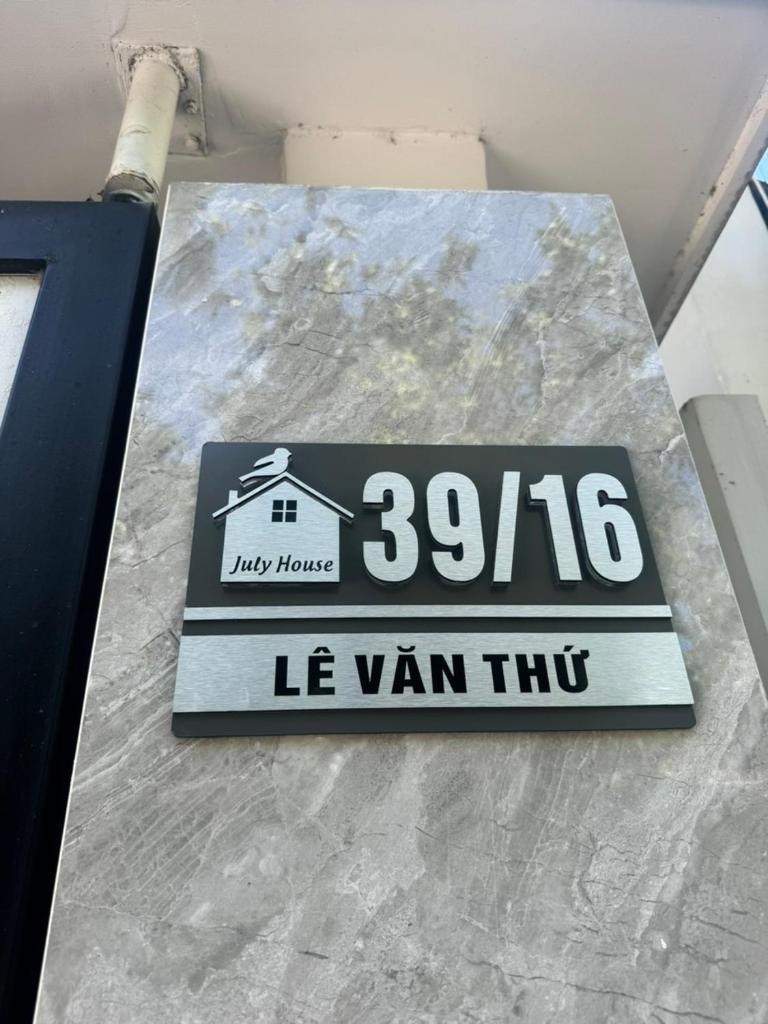 July House
39/16
LÊ VĂN THỨ